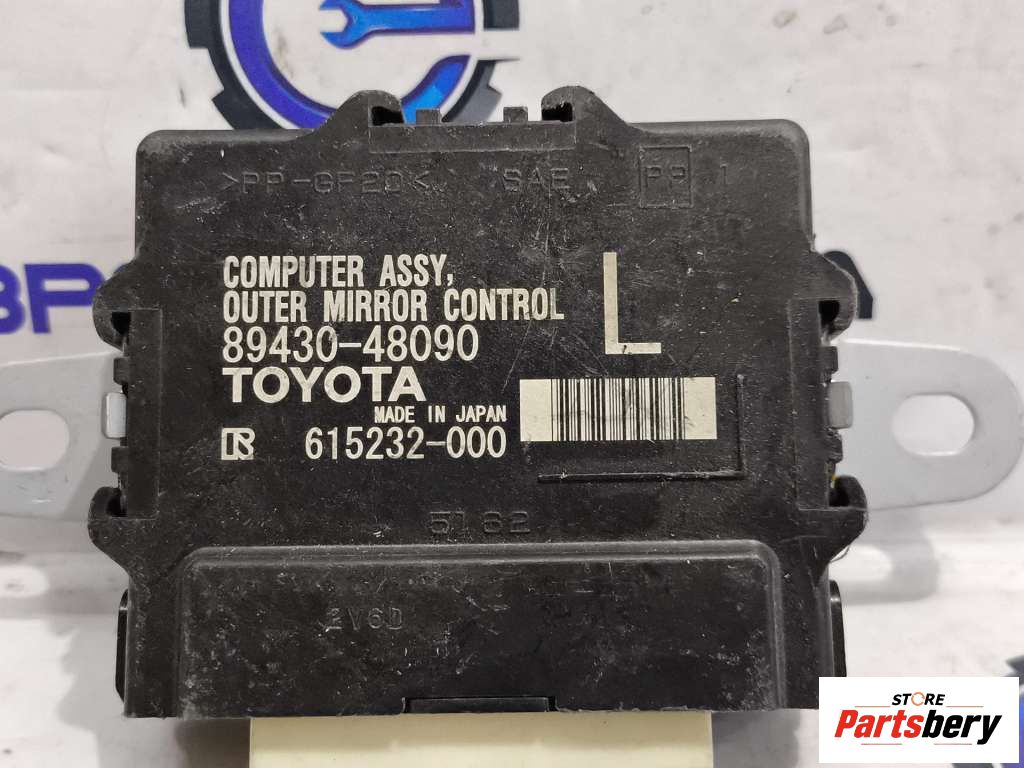 >PP-GF20< SAE PP 1
COMPUTER ASSY,
OUTER MIRROR CONTROL
L
89430-48090
TOYOTA
MADE IN JAPAN
615232-000
5162
2V6D
STORE
Partsbery